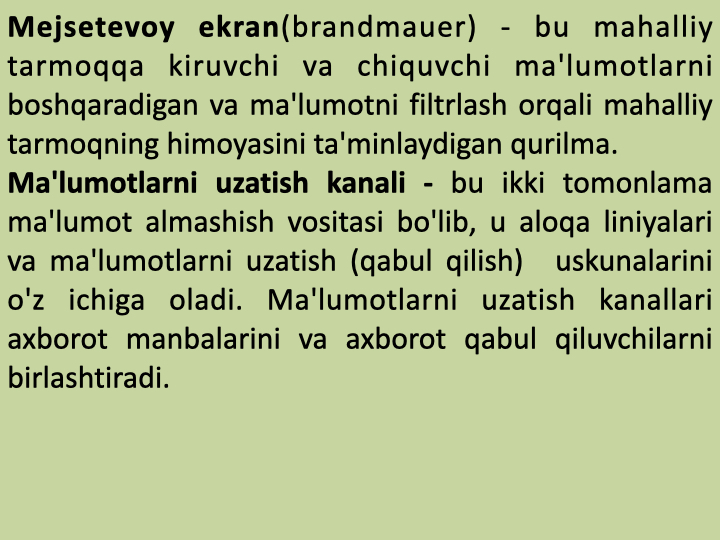 Mejsetevoy ekran(brandmauer) - bu mahalliy
tarmoqqa kiruvchi va chiquvchi ma'lumotlarni
boshqaradigan va ma'lumotni filtrlash orqali mahalliy
tarmoqning himoyasini ta'minlaydigan qurilma.
Ma'lumotlarni uzatish kanali - bu ikki tomonlama
ma'lumot almashish vositasi bo'lib, u aloqa liniyalari
va ma'lumotlarni uzatish (qabul qilish) uskunalarini
o'z ichiga oladi. Ma'lumotlarni uzatish kanallari
axborot manbalarini va axborot qabul qiluvchilarni
birlashtiradi.